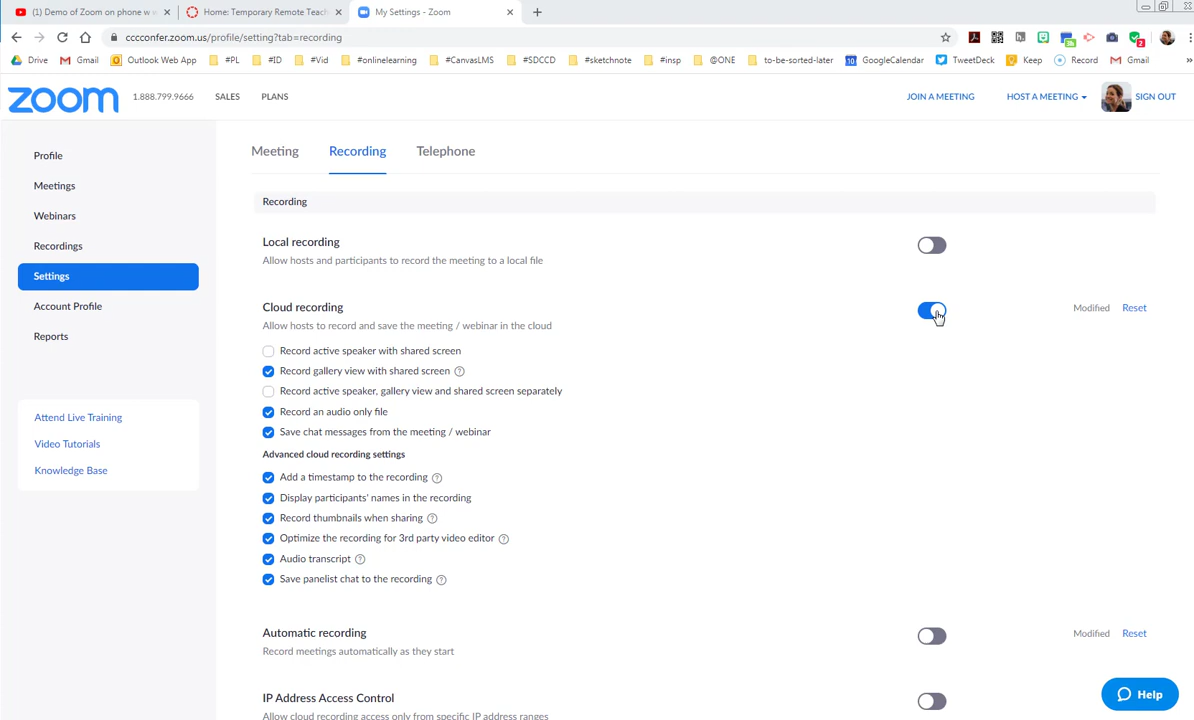 (1) Demo of Zoom on phone w
Home: Temporary Remote Teach
My Settings - Zoom
cccconfer.zoom.us/profile/setting?tab=recording
Drive Gmail Outlook Web App #PL #ID #Vid #onlinelearning #CanvasLMS #SDCCD #sketchnote #insp @ONE to-be-sorted-later GoogleCalendar TweetDeck Keep Record Gmail »
zoom 1.888.799.9666 SALES PLANS JOIN A MEETING HOST A MEETING SIGN OUT
Profile
Meetings
Webinars
Recordings
Settings
Account Profile
Reports
Attend Live Training
Video Tutorials
Knowledge Base
Meeting Recording Telephone
Recording
Local recording
Allow hosts and participants to record the meeting to a local file
Cloud recording Modified Reset
Allow hosts to record and save the meeting / webinar in the cloud
Record active speaker with shared screen
Record gallery view with shared screen
Record active speaker, gallery view and shared screen separately
Record an audio only file
Save chat messages from the meeting / webinar
Advanced cloud recording settings
Add a timestamp to the recording
Display participants' names in the recording
Record thumbnails when sharing
Optimize the recording for 3rd party video editor
Audio transcript
Save panelist chat to the recording
Automatic recording Modified Reset
Record meetings automatically as they start
IP Address Access Control
Allow cloud recording access only from specific IP address ranges
Help